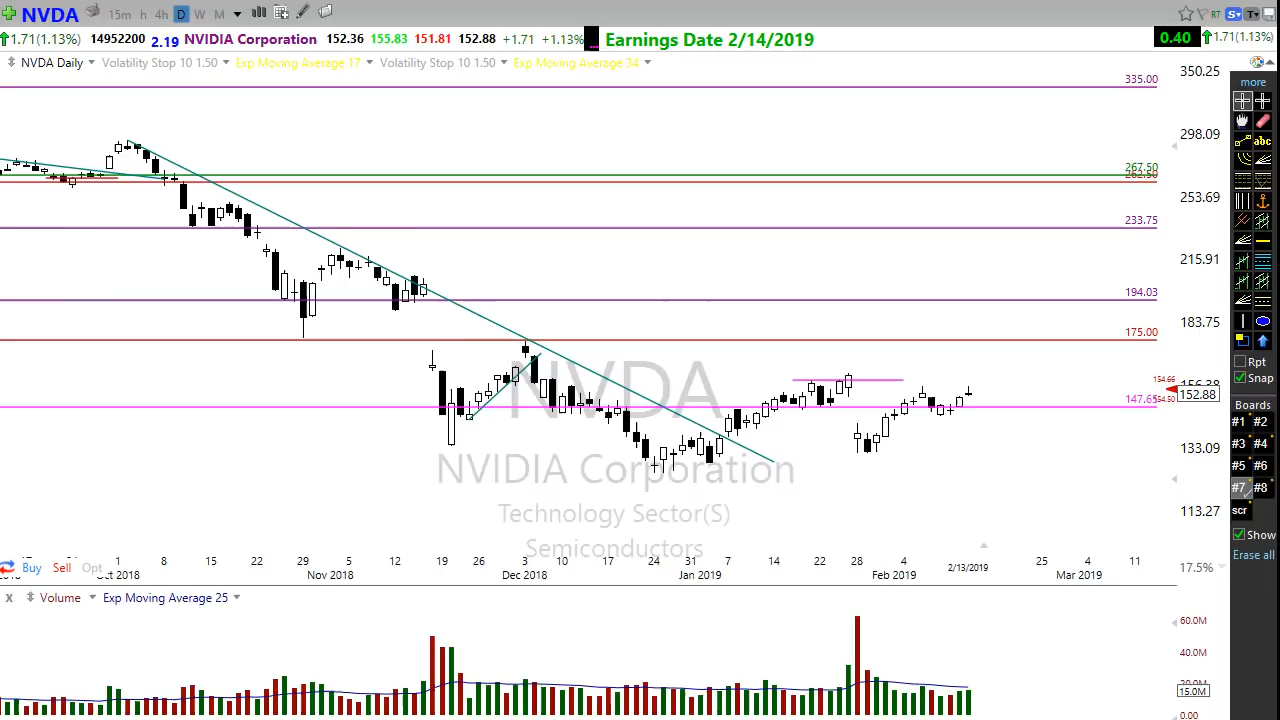 NVDA 15m h 4h D W M RT S T
1.71(1.13%) 14952200 2.19 NVIDIA Corporation 152.36 155.83 151.81 152.88 +1.71 +1.13% Earnings Date 2/14/2019 0.40 1.71(1.13%)
NVDA Daily Volatility Stop 10 1.50 Exp Moving Average 17 Volatility Stop 10 1.50 Exp Moving Average 34
350.25
335.00
more
298.09
abc
267.50
253.69
233.75
215.91
194.03
183.75
175.00
Rpt
154.66
Snap
152.88
147.65
154.50
NVDA
Boards
#1 #2
133.09
#3 #4
NVIDIA Corporation
#5 #6
#7 #8
Technology Sector(S)
113.27
scr
Show
Semiconductors
Erase all
1 8 15 22 29 5 12 19 26 3 10 17 24 31 7 14 22 28 4 25 4 11
Buy Sell Opt
17.5%
Oct 2018 Nov 2018 Dec 2018 Jan 2019 Feb 2019 2/13/2019 Mar 2019
x Volume Exp Moving Average 25
60.0M
40.0M
15.0M
0.00